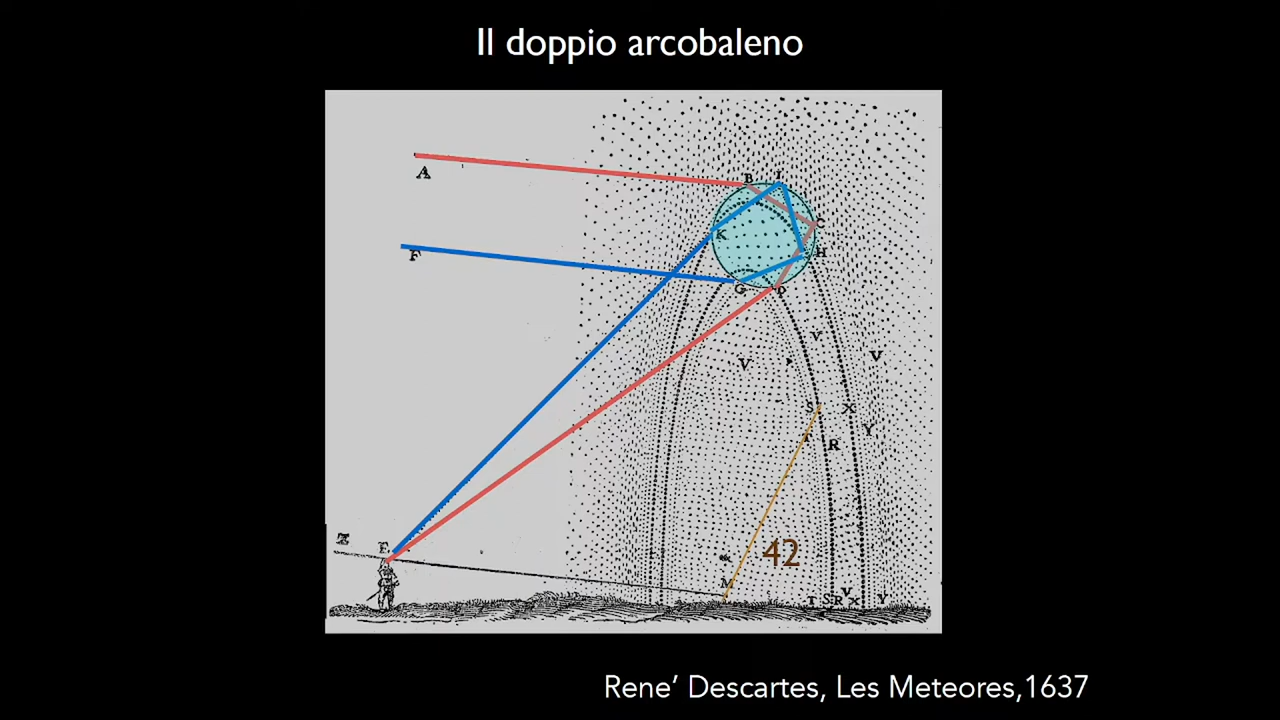 Il doppio arcobaleno
A
B
I
C
K
F
H
G
D
V
V
V
S
X
Y
R
Z
E
42
M
V
T
S
R
X
Y
Rene’ Descartes, Les Meteores,1637